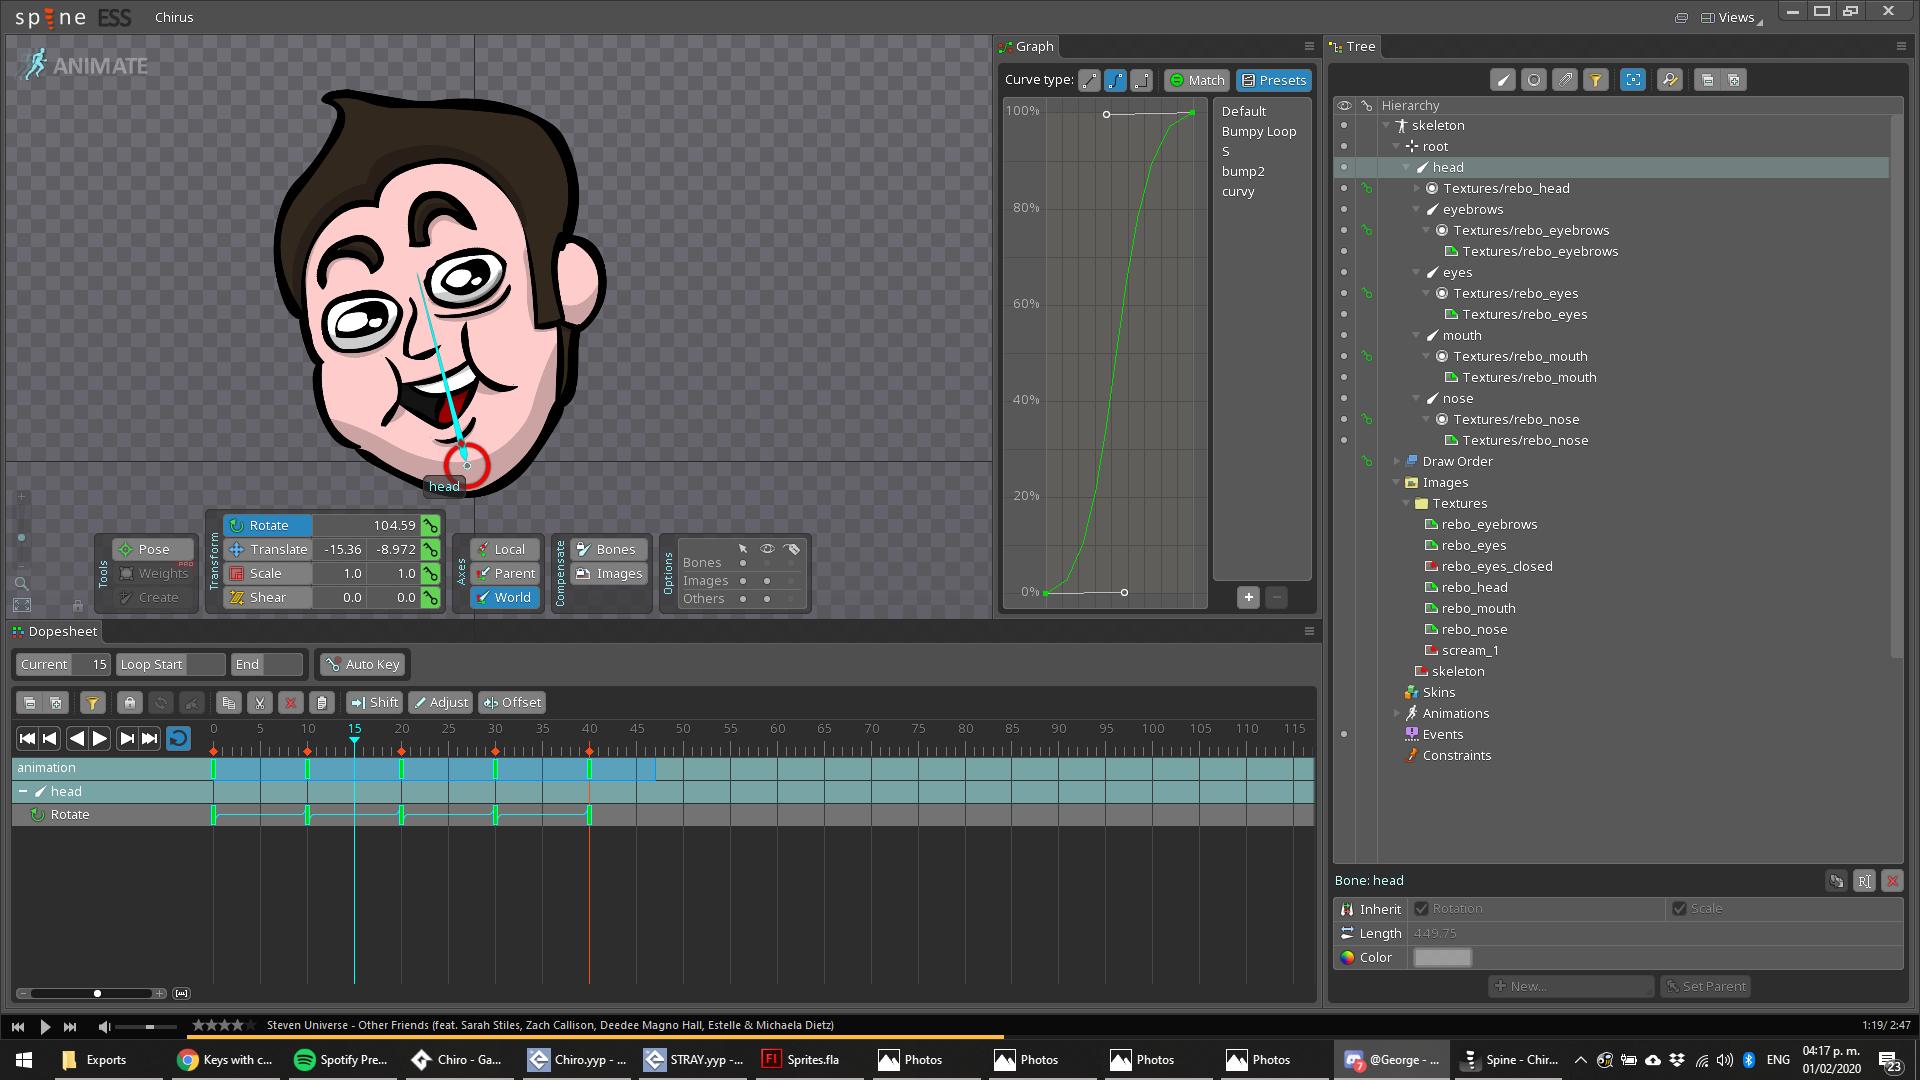 spine ESS Chirus Views
ANIMATE
head
Tools
Pose
Weights PRO
Create
Transform
Rotate 104.59
Translate -15.36 -8.972
Scale 1.0 1.0
Shear 0.0 0.0
Axes
Local
Parent
World
Compensate
Bones
Images
Options
Bones
Images
Others
Graph
Curve type: Match Presets
100%
80%
60%
40%
20%
0%
Default
Bumpy Loop
S
bump2
curvy
Tree
Hierarchy
skeleton
root
head
Textures/rebo_head
eyebrows
Textures/rebo_eyebrows
Textures/rebo_eyebrows
eyes
Textures/rebo_eyes
Textures/rebo_eyes
mouth
Textures/rebo_mouth
Textures/rebo_mouth
nose
Textures/rebo_nose
Textures/rebo_nose
Draw Order
Images
Textures
rebo_eyebrows
rebo_eyes
rebo_eyes_closed
rebo_head
rebo_mouth
rebo_nose
scream_1
skeleton
Skins
Animations
Events
Constraints
Bone: head
Inherit Rotation Scale
Length 449.75
Color
New... Set Parent
Dopesheet
Current 15 Loop Start End Auto Key
Shift Adjust Offset
0 5 10 15 20 25 30 35 40 45 50 55 60 65 70 75 80 85 90 95 100 105 110 115
animation
head
Rotate
Steven Universe - Other Friends (feat. Sarah Stiles, Zach Callison, Deedee Magno Hall, Estelle & Michaela Dietz) 1:19/ 2:47
Exports Keys with c... Spotify Pre... Chiro - Ga... Chiro.yyp - ... STRAY.yyp -... Fl Sprites.fla Photos Photos Photos Photos 7 @George - ... Spine - Chir... ENG 04:17 p. m. 23
01/02/2020